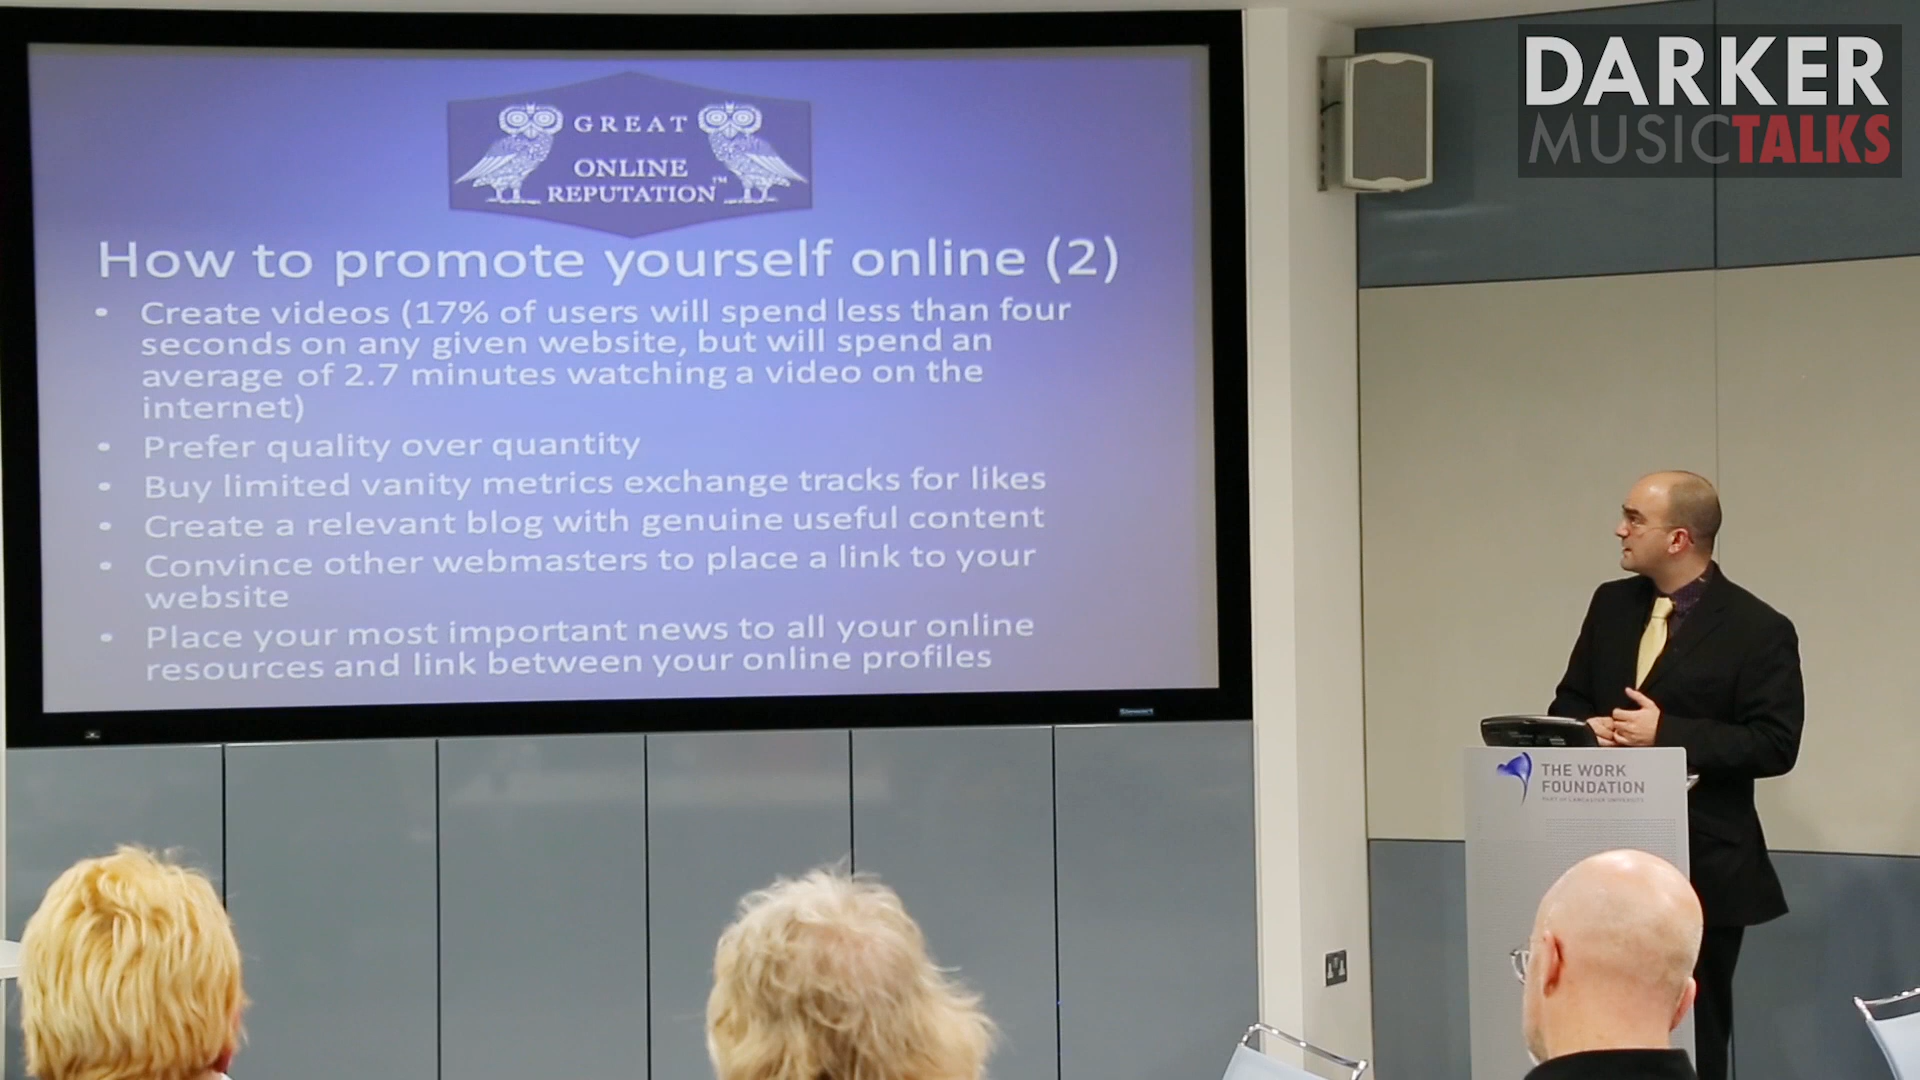 DARKER
MUSICTALKS
GREAT
ONLINE
REPUTATION™
How to promote yourself online (2)
• Create videos (17% of users will spend less than four
seconds on any given website, but will spend an
average of 2.7 minutes watching a video on the
internet)
• Prefer quality over quantity
• Buy limited vanity metrics exchange tracks for likes
• Create a relevant blog with genuine useful content
• Convince other webmasters to place a link to your
website
• Place your most important news to all your online
resources and link between your online profiles
THE WORK
FOUNDATION
PART OF LANCASTER UNIVERSITY